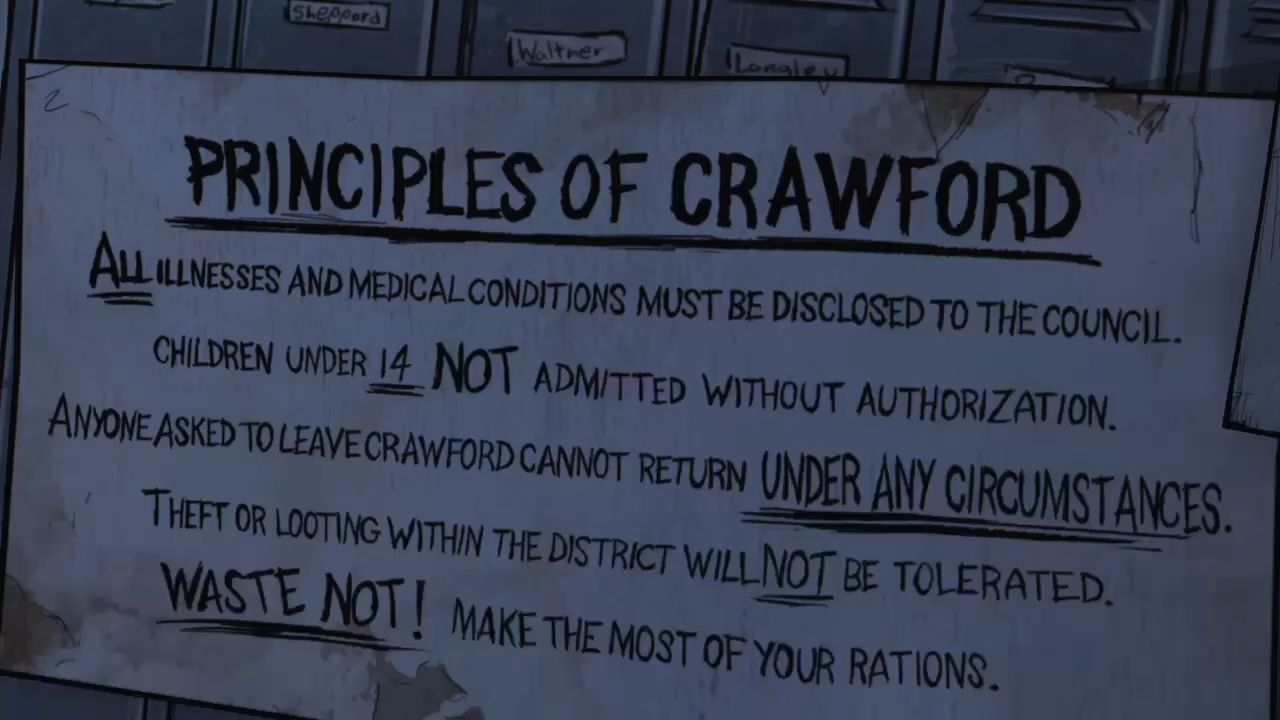 Sheppard
Walther
Langley
PRINCIPLES OF CRAWFORD
ALL ILLNESSES AND MEDICAL CONDITIONS MUST BE DISCLOSED TO THE COUNCIL.
CHILDREN UNDER 14 NOT ADMITTED WITHOUT AUTHORIZATION.
ANYONE ASKED TO LEAVE CRAWFORD CANNOT RETURN UNDER ANY CIRCUMSTANCES.
THEFT OR LOOTING WITHIN THE DISTRICT WILL NOT BE TOLERATED.
WASTE NOT! MAKE THE MOST OF YOUR RATIONS.